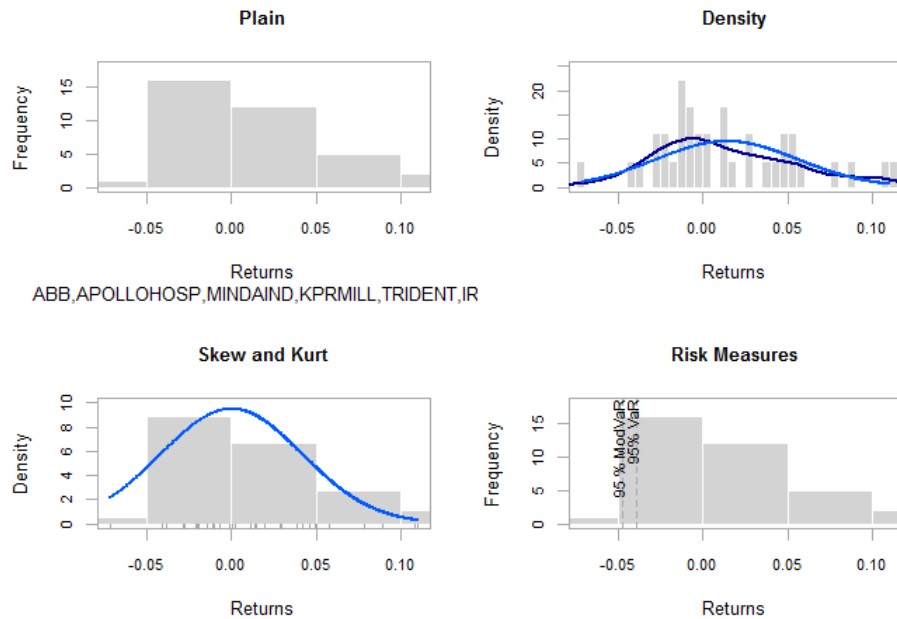 Plain
Frequency
0
5
10
15
-0.05 0.00 0.05 0.10
Returns
Density
Density
0
5
10
20
-0.05 0.00 0.05 0.10
Returns
ABB,APOLLOHOSP,MINDAIND,KPRMILL,TRIDENT,IR
Skew and Kurt
Density
0
2
4
6
8
10
-0.05 0.00 0.05 0.10
Returns
Risk Measures
Frequency
0
5
10
15
95 % ModVaR
95% VaR
-0.05 0.00 0.05 0.10
Returns